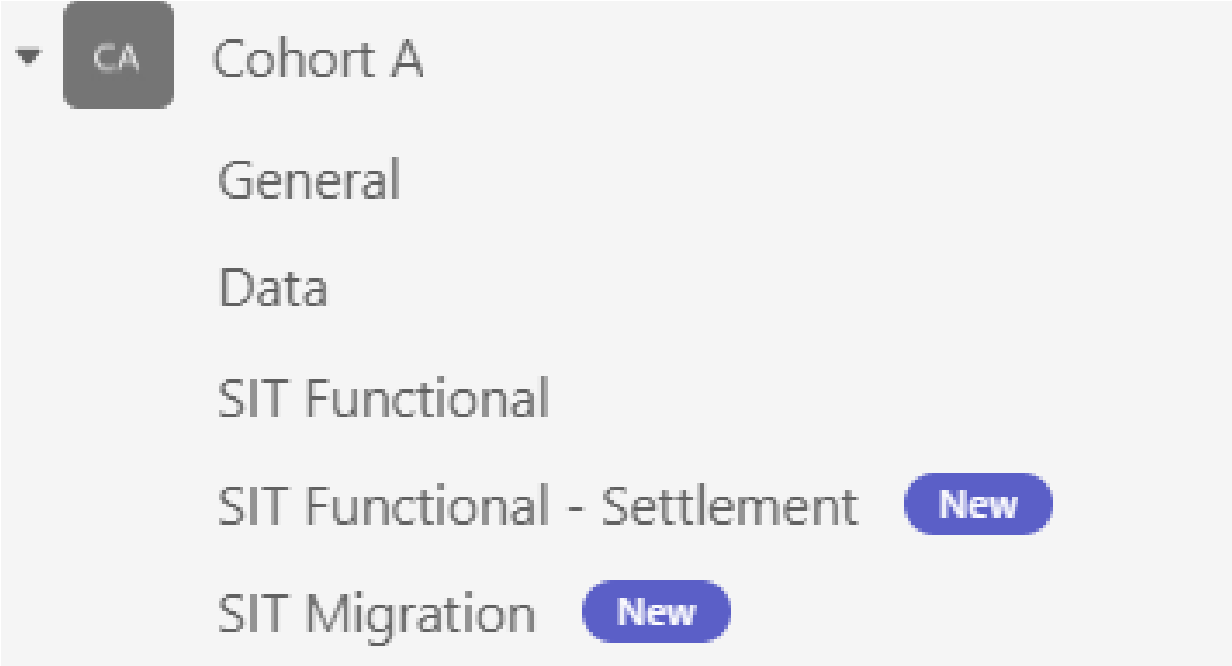 CA Cohort A
General
Data
SIT Functional
SIT Functional - Settlement New
SIT Migration New